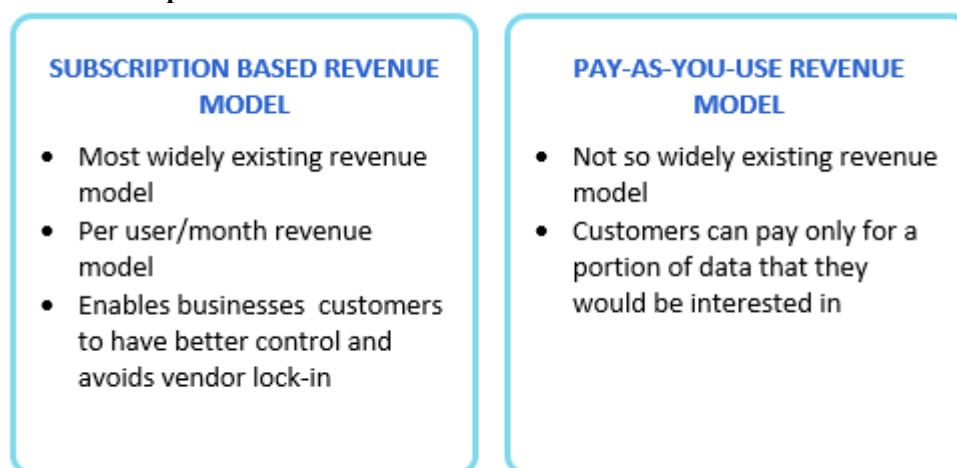 SUBSCRIPTION BASED REVENUE
MODEL
• Most widely existing revenue
model
• Per user/month revenue
model
• Enables businesses customers
to have better control and
avoids vendor lock-in
PAY-AS-YOU-USE REVENUE
MODEL
• Not so widely existing revenue
model
• Customers can pay only for a
portion of data that they
would be interested in